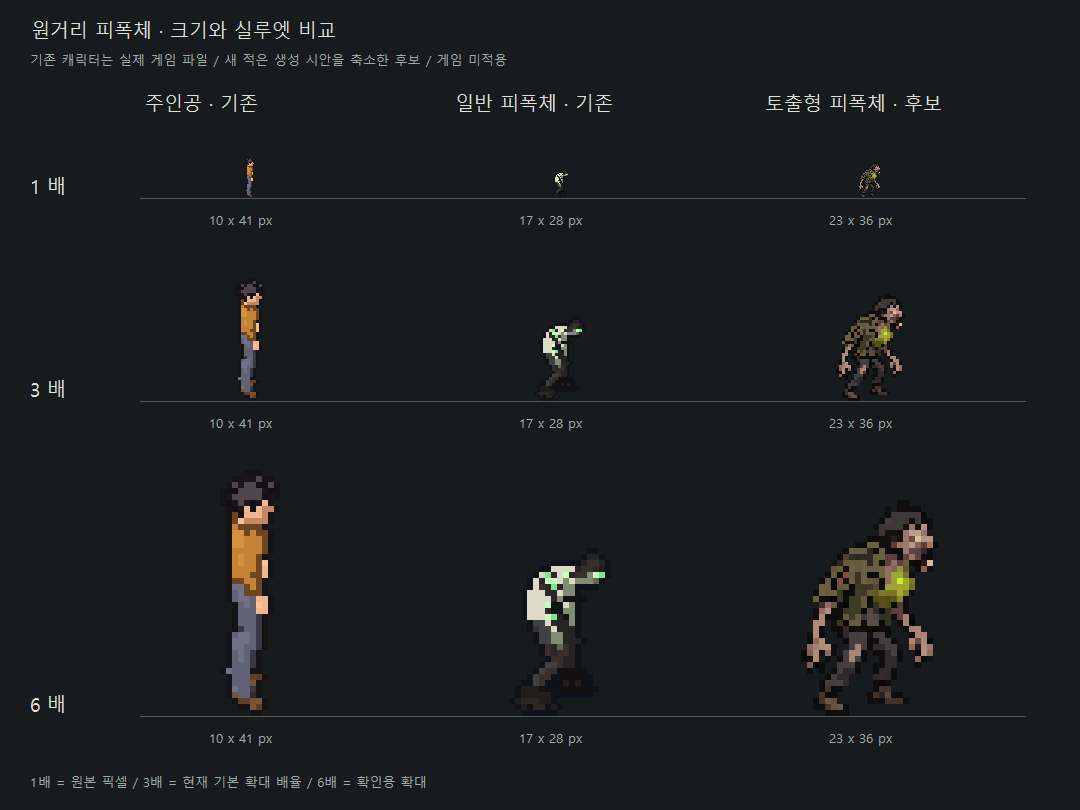 원거리 피폭체 · 크기와 실루엣 비교
기존 캐릭터는 실제 게임 파일 / 새 적은 생성 시안을 축소한 후보 / 게임 미적용
주인공 · 기존 일반 피폭체 · 기존 토출형 피폭체 · 후보
1 배
10 x 41 px 17 x 28 px 23 x 36 px
3 배
10 x 41 px 17 x 28 px 23 x 36 px
6 배
10 x 41 px 17 x 28 px 23 x 36 px
1배 = 원본 픽셀 / 3배 = 현재 기본 확대 배율 / 6배 = 확인용 확대